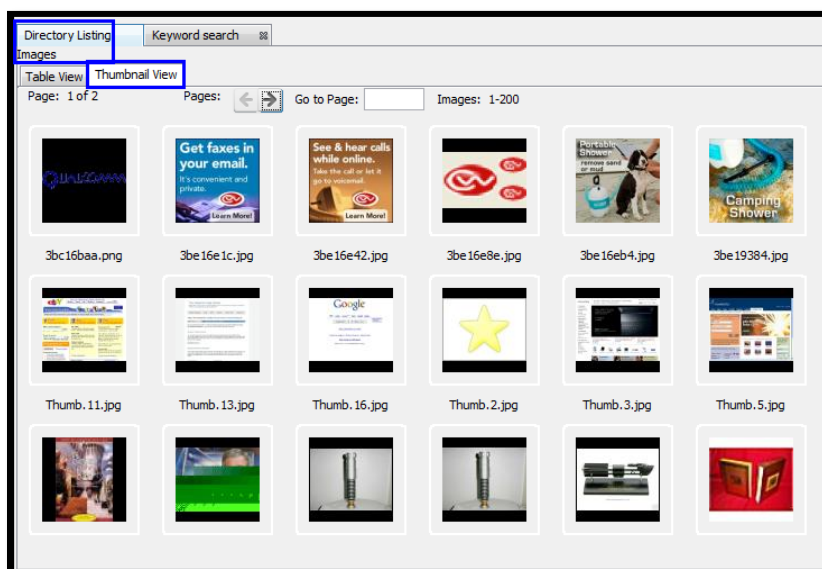 Directory Listing
Keyword search
Images
Table View
Thumbnail View
Page: 1 of 2
Pages:
Go to Page:
Images: 1-200
QUALCOMM
Get faxes in
your email.
It's convenient and
private.
Learn More!
See & hear calls
while online.
Take the call or let it
go to voicemail.
Learn More!
Portable
Shower
remove sand
or mud
Camping
Shower
3bc16baa.png
3be16e1c.jpg
3be16e42.jpg
3be16e8e.jpg
3be16eb4.jpg
3be19384.jpg
ebY
Google
Thumb.11.jpg
Thumb.13.jpg
Thumb.16.jpg
Thumb.2.jpg
Thumb.3.jpg
Thumb.5.jpg